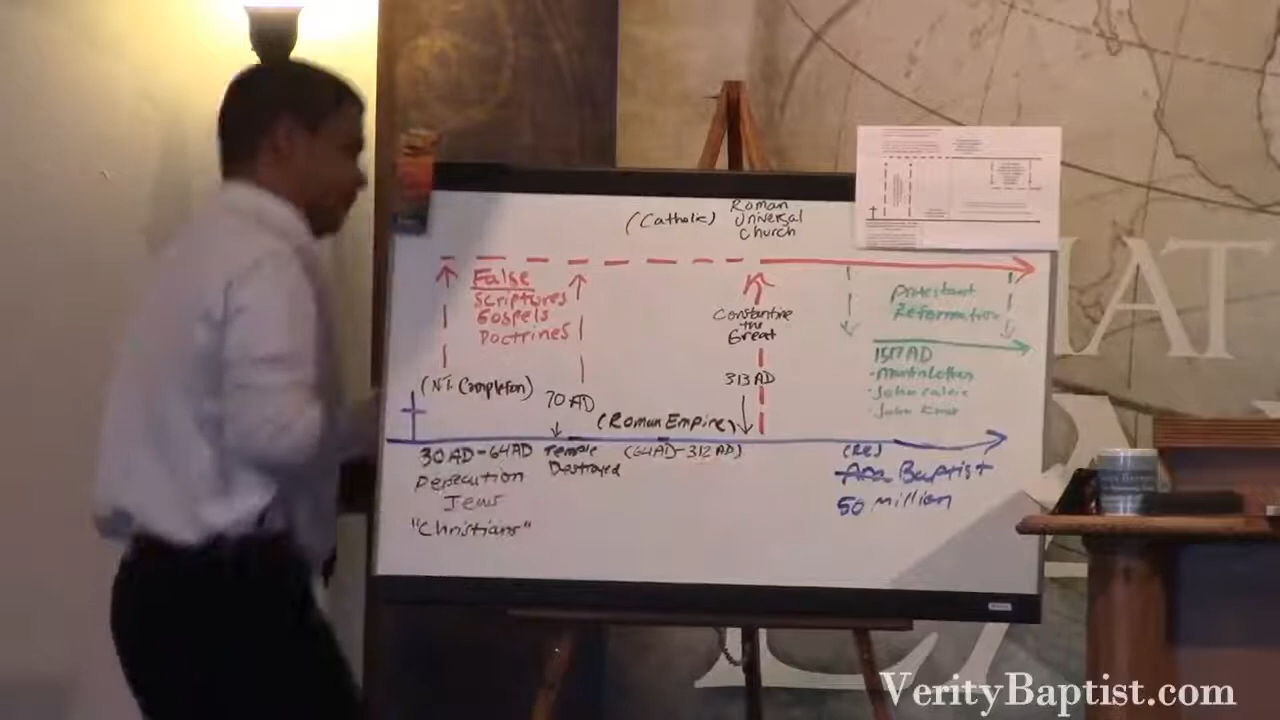 (Catholic) Roman
Universal
Church
False
Scriptures
Gospels
Doctrines
Constantine
the
Great
Protestant
Reformation
1517 AD
- Martin Luther
- John Calvin
- John Knox
(N.T. Completion)
70 AD
313 AD
(Roman Empire)
30 AD - 64 AD
Persecution
Jews
"Christians"
Temple
Destroyed
(64 AD - 312 AD)
(Re)
Ana Baptist
50 million
IAT
VerityBaptist.com